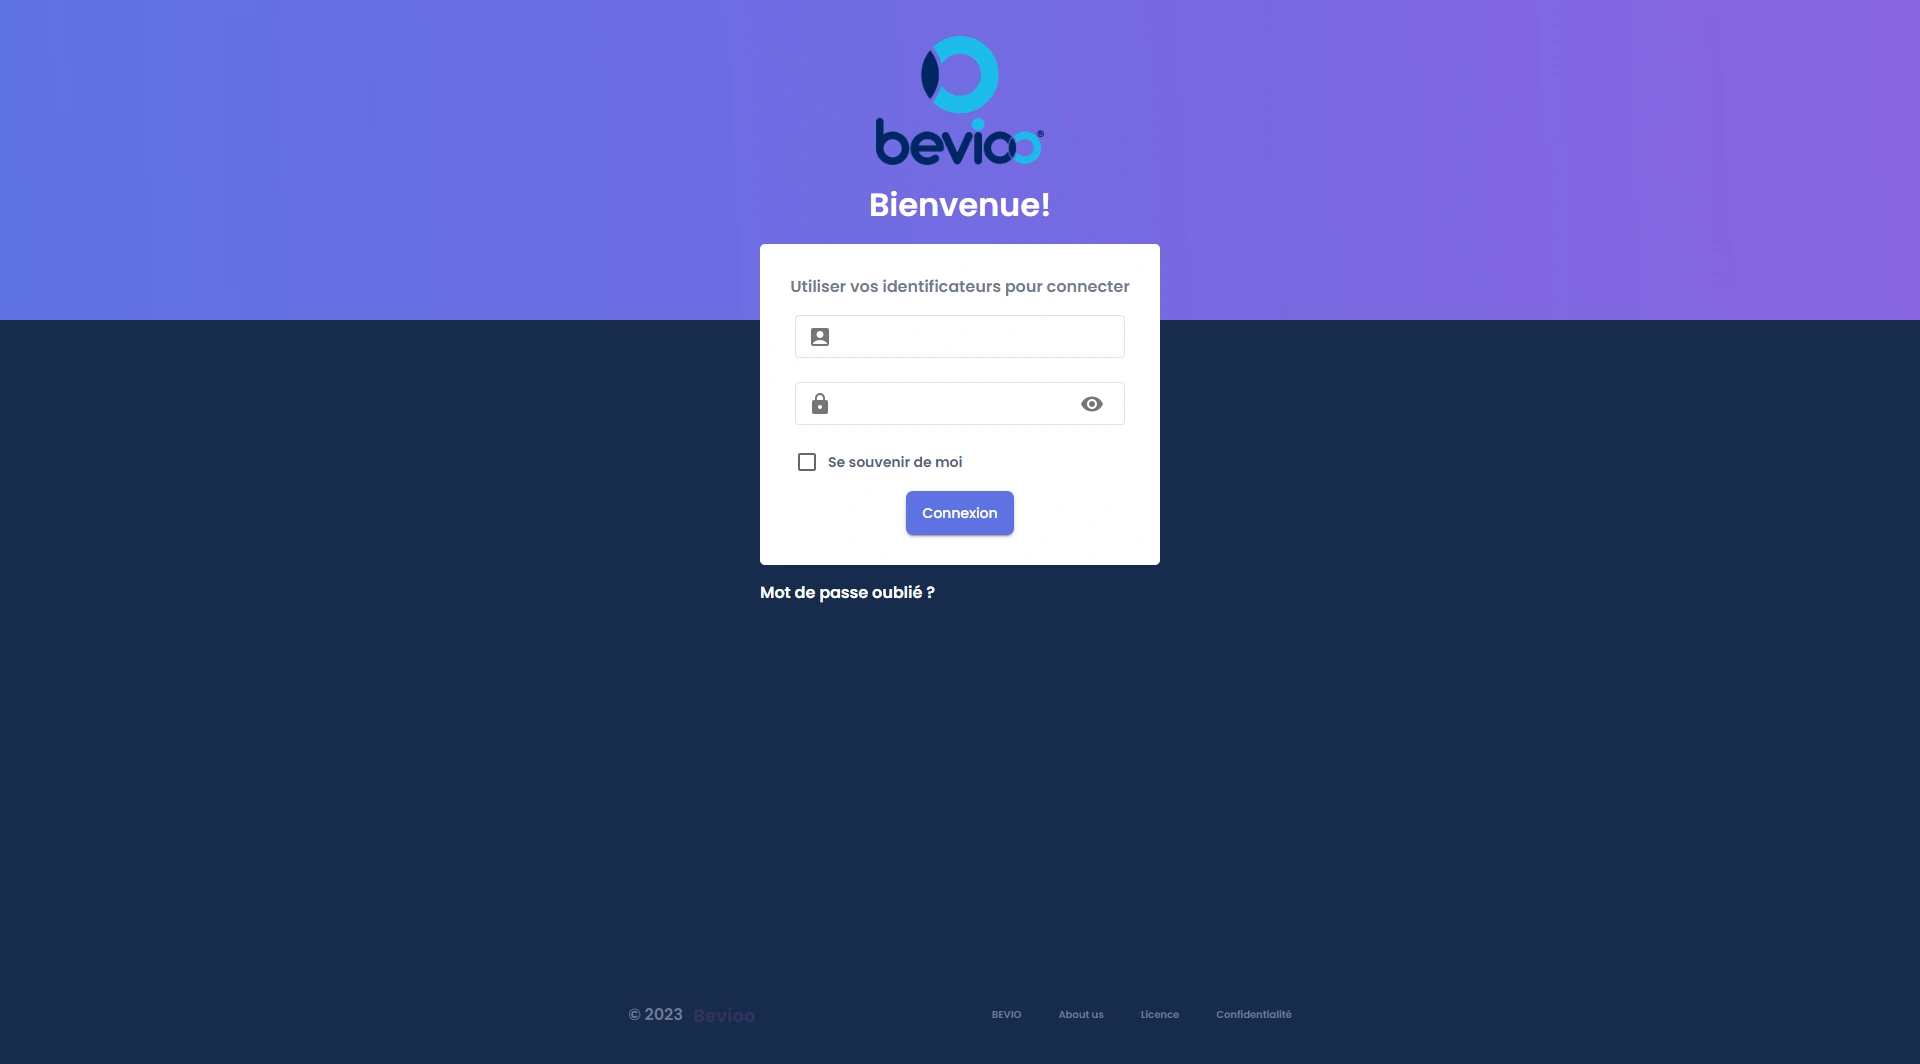 bevioo®
Bienvenue!
Utiliser vos identificateurs pour connecter
Se souvenir de moi
Connexion
Mot de passe oublié ?
© 2023 Bevioo
BEVIO About us Licence Confidentialité